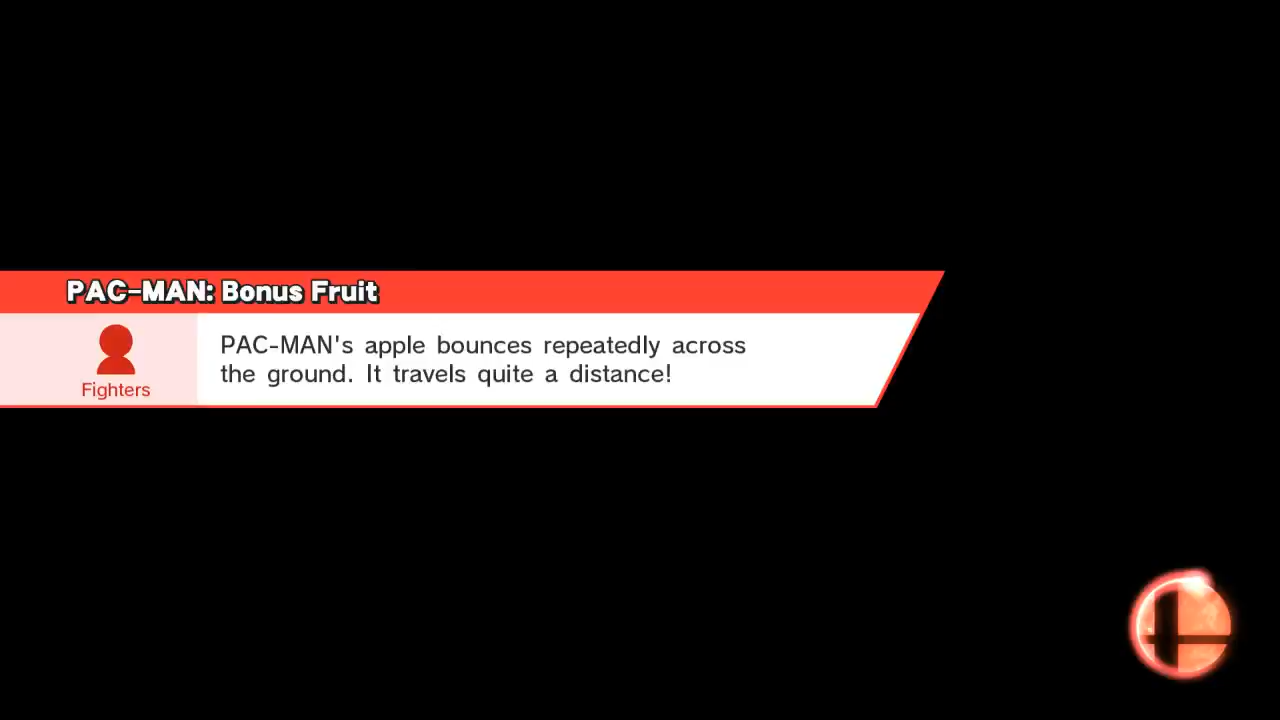 PAC-MAN: Bonus Fruit
Fighters
PAC-MAN's apple bounces repeatedly across
the ground. It travels quite a distance!